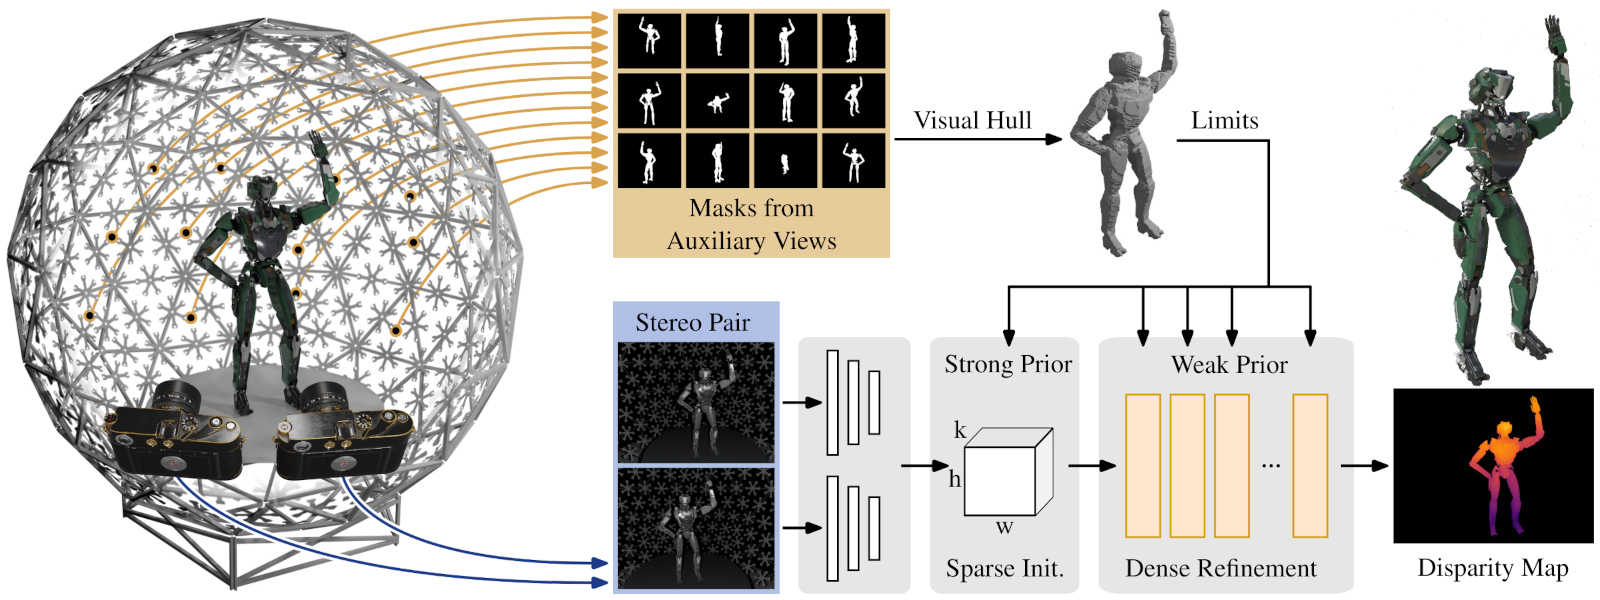 Masks from
Auxiliary Views
Visual Hull
Limits
Stereo Pair
Strong Prior
k
h
w
Sparse Init.
Weak Prior
...
Dense Refinement
Disparity Map